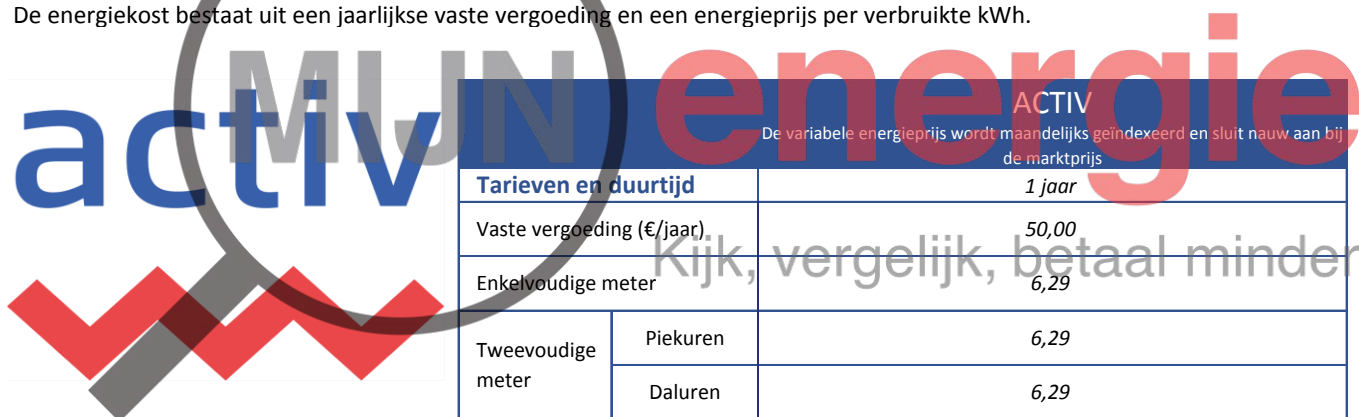 De energiekost bestaat uit een jaarlijkse vaste vergoeding en een energieprijs per verbruikte kWh.
MIJN energie
activ
ACTIV
De variabele energieprijs wordt maandelijks geïndexeerd en sluit nauw aan bij
de marktprijs
Tarieven en duurtijd 1 jaar
Vaste vergoeding (€/jaar) 50,00
Kijk, vergelijk, betaal minder
Enkelvoudige meter 6,29
Tweevoudige meter
Piekuren 6,29
Daluren 6,29